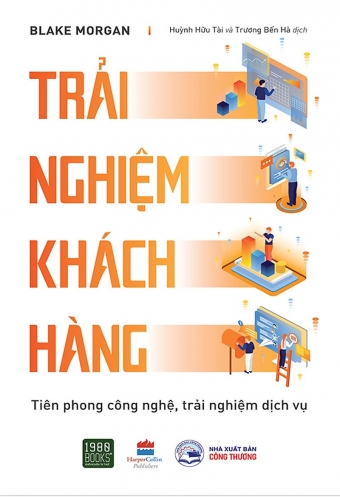 BLAKE MORGAN
Huỳnh Hữu Tài và Trương Bến Hà dịch
TRẢI
NGHIỆM
KHÁCH
HÀNG
Tiên phong công nghệ, trải nghiệm dịch vụ
1980
BOOKS
HarperCollins
Publishers
NHÀ XUẤT BẢN
CÔNG THƯƠNG